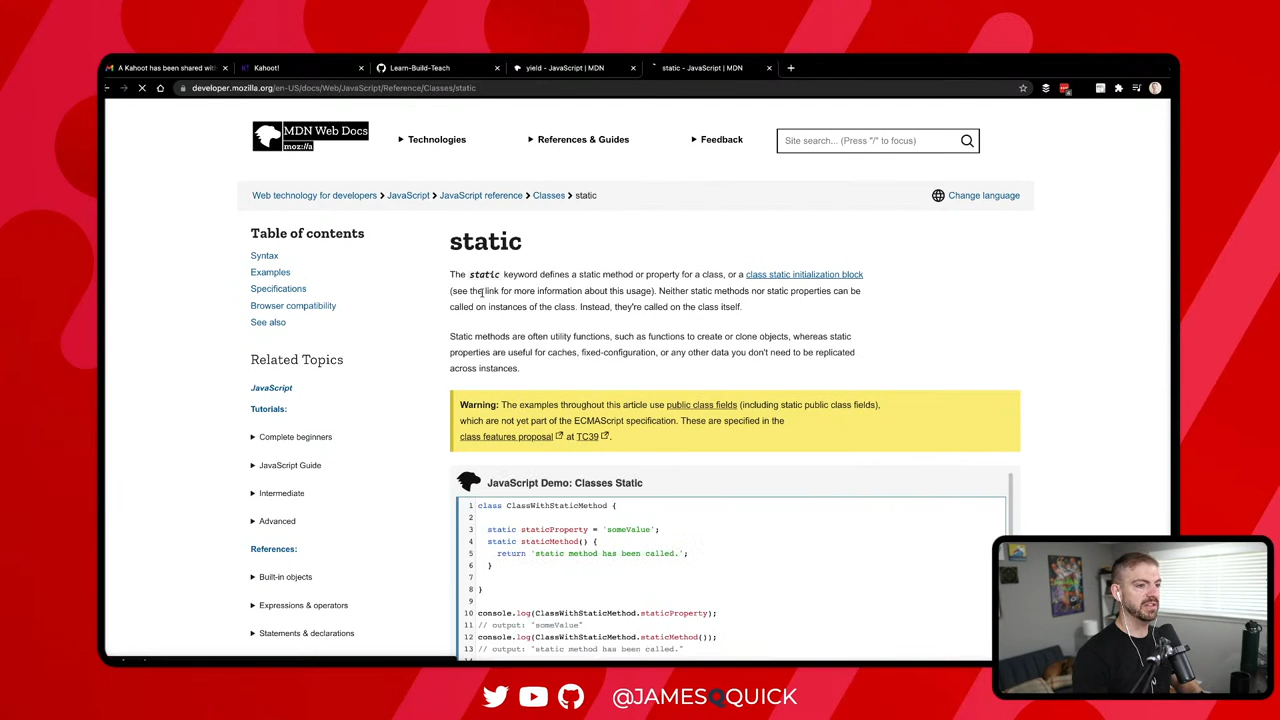 A Kahoot has been shared with
Kahoot!
Learn-Build-Teach
yield - JavaScript | MDN
static - JavaScript | MDN
developer.mozilla.org/en-US/docs/Web/JavaScript/Reference/Classes/static
MDN Web Docs
moz://a
Technologies
References & Guides
Feedback
Site search... (Press "/" to focus)
Web technology for developers
JavaScript
JavaScript reference
Classes
static
Change language
Table of contents
Syntax
Examples
Specifications
Browser compatibility
See also
Related Topics
JavaScript
Tutorials:
Complete beginners
JavaScript Guide
Intermediate
Advanced
References:
Built-in objects
Expressions & operators
Statements & declarations
static
The static keyword defines a static method or property for a class, or a class static initialization block
(see the link for more information about this usage). Neither static methods nor static properties can be
called on instances of the class. Instead, they're called on the class itself.
Static methods are often utility functions, such as functions to create or clone objects, whereas static
properties are useful for caches, fixed-configuration, or any other data you don't need to be replicated
across instances.
Warning: The examples throughout this article use public class fields (including static public class fields),
which are not yet part of the ECMAScript specification. These are specified in the
class features proposal at TC39.
JavaScript Demo: Classes Static
1 class ClassWithStaticMethod {
2
3 static staticProperty = 'someValue';
4 static staticMethod() {
5 return 'static method has been called.';
6 }
7
8 }
9
10 console.log(ClassWithStaticMethod.staticProperty);
11 // output: "someValue"
12 console.log(ClassWithStaticMethod.staticMethod());
13 // output: "static method has been called."
@JAMESQQUICK